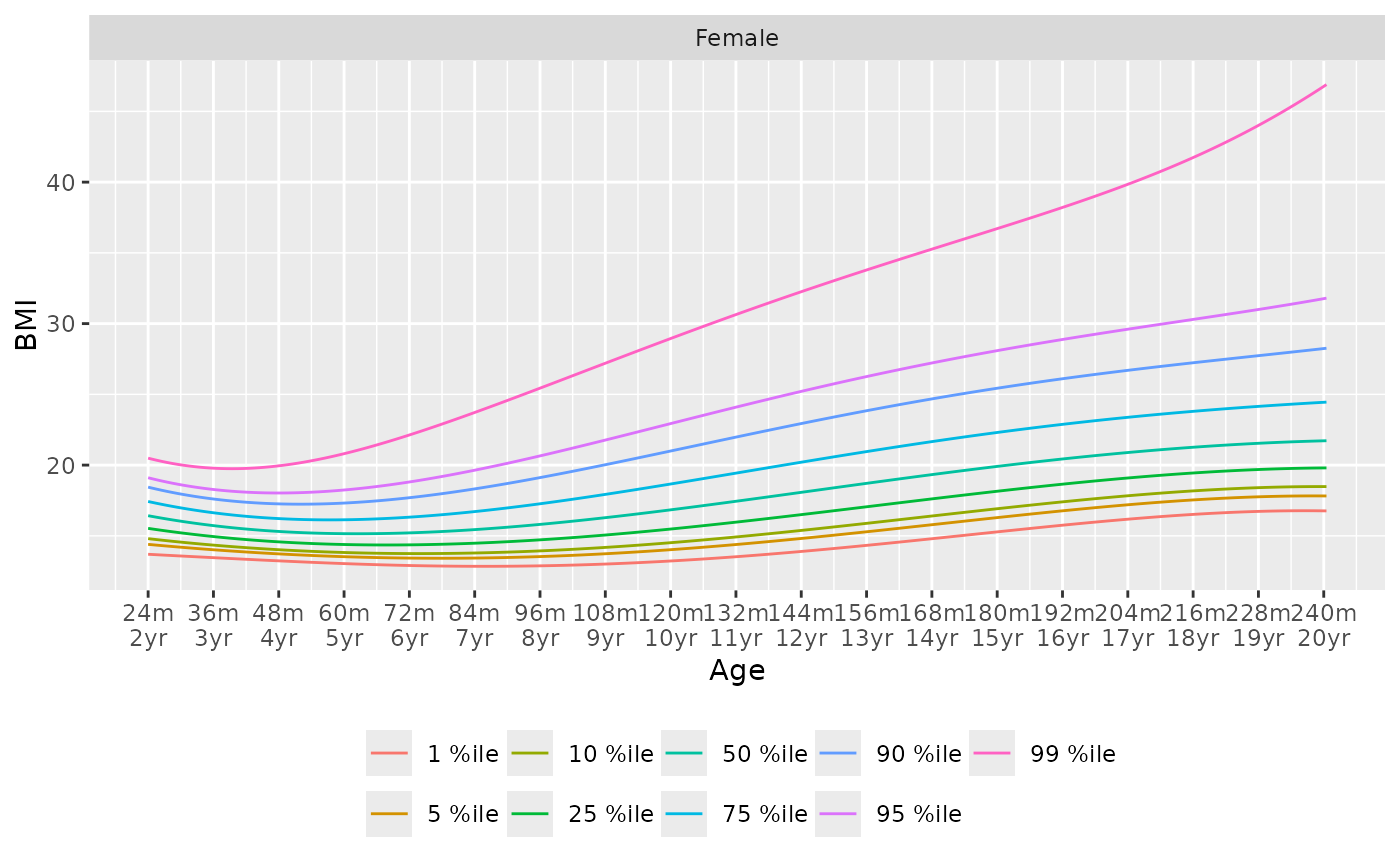 Female
40
30
20
BMI
24m 36m 48m 60m 72m 84m 96m 108m 120m 132m 144m 156m 168m 180m 192m 204m 216m 228m 240m
2yr 3yr 4yr 5yr 6yr 7yr 8yr 9yr 10yr 11yr 12yr 13yr 14yr 15yr 16yr 17yr 18yr 19yr 20yr
Age
1 %ile 10 %ile 50 %ile 90 %ile 99 %ile
5 %ile 25 %ile 75 %ile 95 %ile